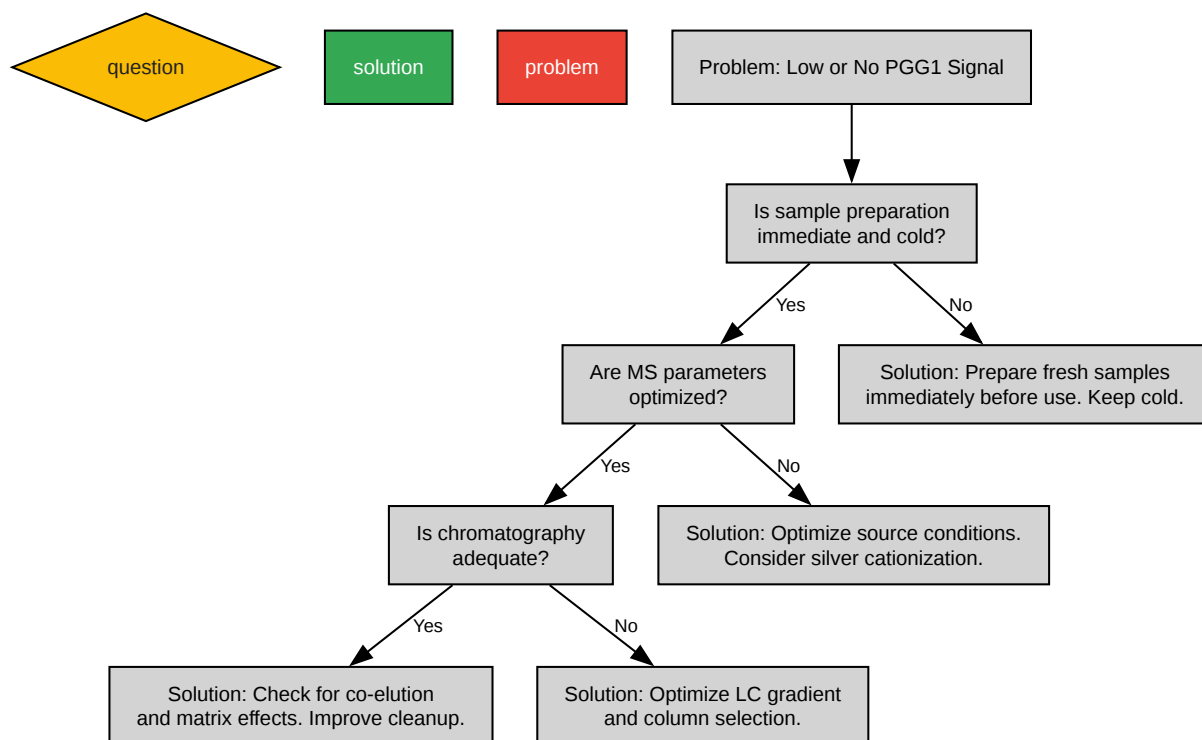 question
solution
problem
Problem: Low or No PGG1 Signal
Is sample preparation
immediate and cold?
Yes
No
Are MS parameters
optimized?
Solution: Prepare fresh samples
immediately before use. Keep cold.
Yes
No
Is chromatography
adequate?
Solution: Optimize source conditions.
Consider silver cationization.
Yes
No
Solution: Check for co-elution
and matrix effects. Improve cleanup.
Solution: Optimize LC gradient
and column selection.